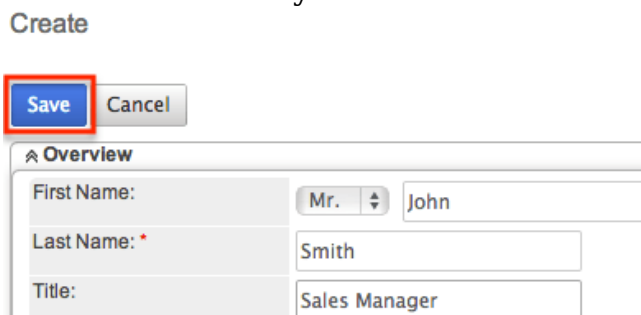 Create
Save Cancel
Overview
First Name: Mr. John
Last Name: * Smith
Title: Sales Manager